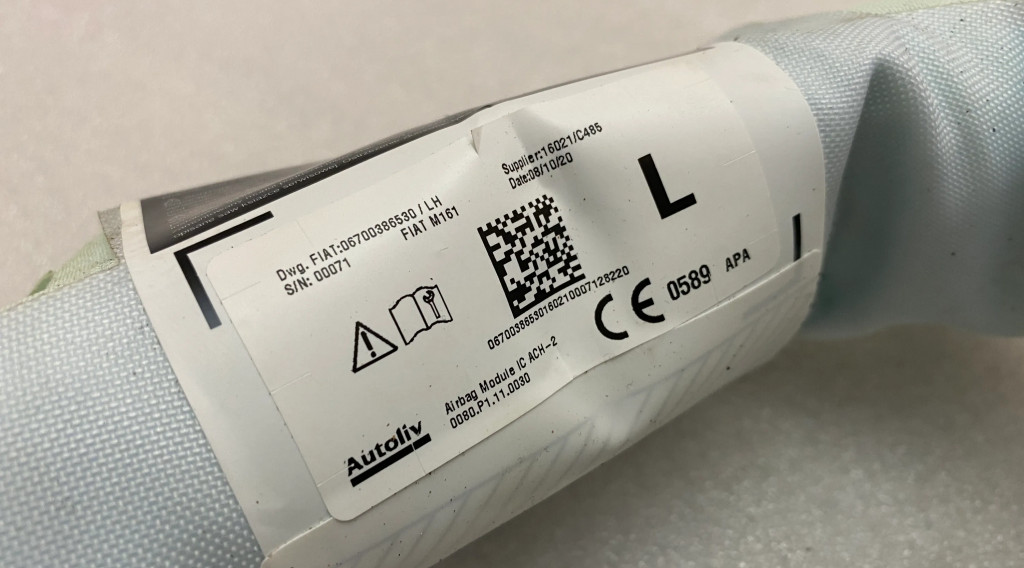 Supplier:16021/C485
Date:08/10/20
L
Dwg. FIAT:06700386530 / LH
FIAT M161
S/N: 00071
06700386530160210007128220
CE 0589 APA
Airbag Module IC ACH-2
0080.P1.11.0030
Autoliv